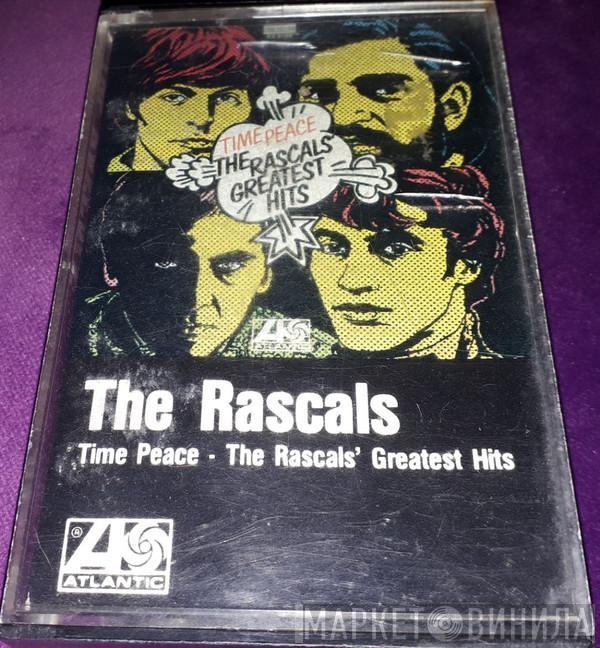 TIME PEACE
THE RASCALS'
GREATEST
HITS
ATLANTIC
The Rascals
Time Peace - The Rascals' Greatest Hits
®
ATLANTIC
МАРКЕТ ВИНИЛА